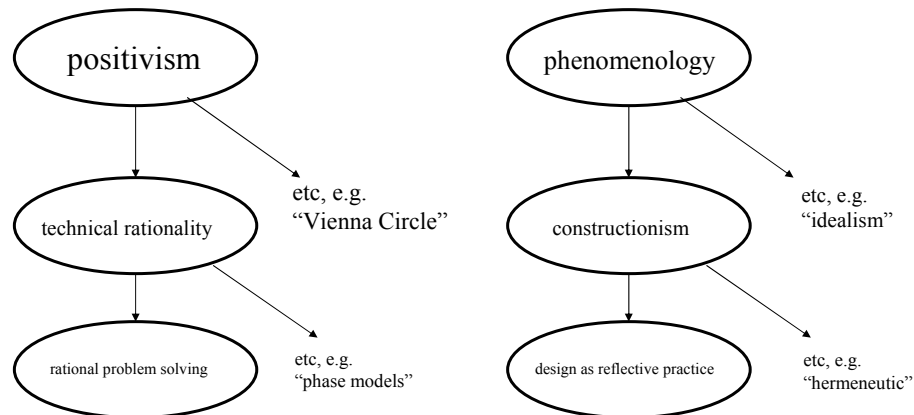 positivism
etc, e.g.
“Vienna Circle”
technical rationality
etc, e.g.
“phase models”
rational problem solving
phenomenology
etc, e.g.
“idealism”
constructionism
etc, e.g.
“hermeneutic”
design as reflective practice